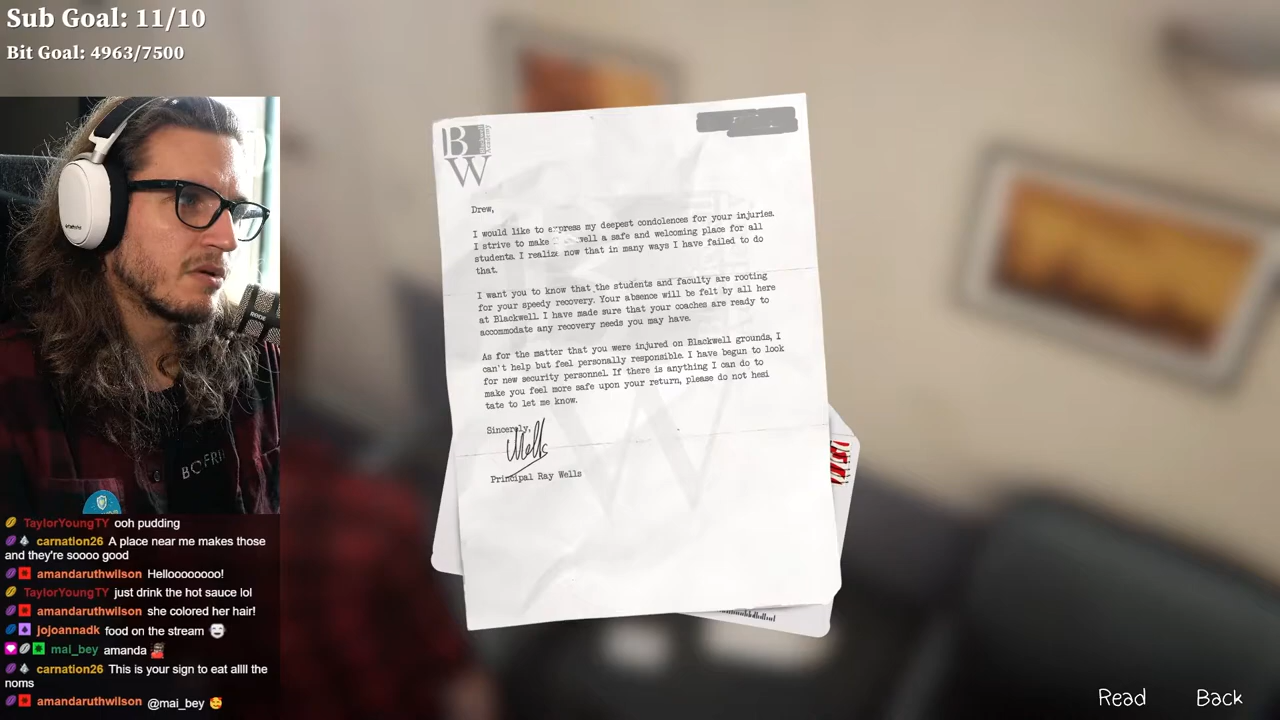 Sub Goal: 11/10
Bit Goal: 4963/7500
B
W
Drew,
I would like to express my deepest condolences for your injuries.
I strive to make well a safe and welcoming place for all
students. I realize now that in many ways I have failed to do
that.
I want you to know that the students and faculty are rooting
for your speedy recovery. Your absence will be felt by all here
at Blackwell. I have made sure that your coaches are ready to
accommodate any recovery needs you may have.
As for the matter that you were injured on Blackwell grounds, I
can't help but feel personally responsible. I have begun to look
for new security personnel. If there is anything I can do to
make you feel more safe upon your return, please do not hesi
tate to let me know.
Sincerely,
Wells
Principal Ray Wells
RODE
TaylorYoungTY ooh pudding
carnation26 A place near me makes those
and they're soooo good
amandaruthwilson Helloooooooo!
TaylorYoungTY just drink the hot sauce lol
amandaruthwilson she colored her hair!
jojoannadk food on the stream
mai_bey amanda
carnation26 This is your sign to eat allll the
noms
amandaruthwilson @mai_bey
Read Back